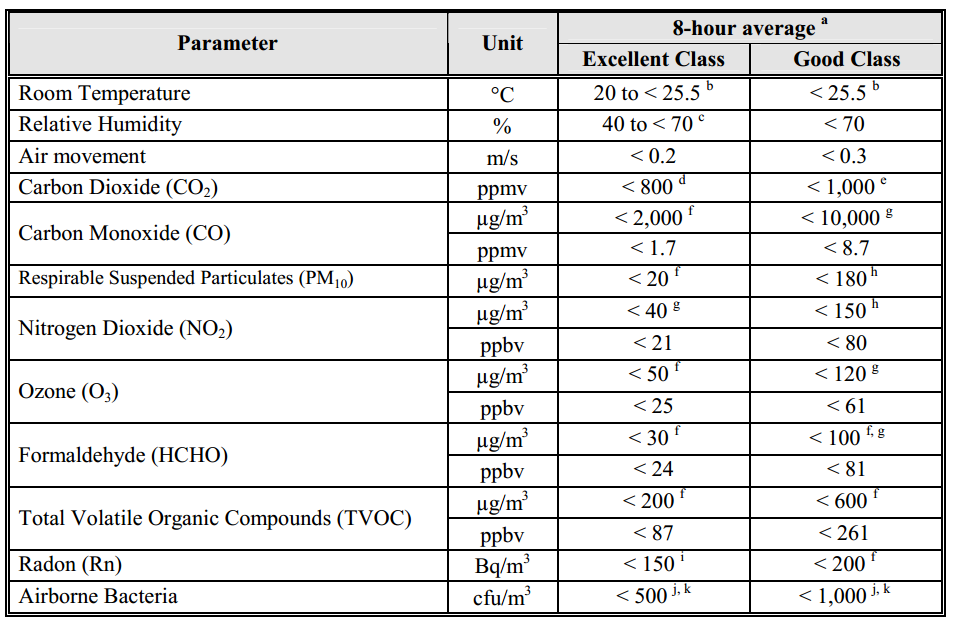 Parameter Unit 8-hour average a
Excellent Class Good Class
Room Temperature °C 20 to < 25.5 b < 25.5 b
Relative Humidity % 40 to < 70 c < 70
Air movement m/s < 0.2 < 0.3
Carbon Dioxide (CO2) ppmv < 800 d < 1,000 e
Carbon Monoxide (CO) µg/m3 < 2,000 f < 10,000 g
ppmv < 1.7 < 8.7
Respirable Suspended Particulates (PM10) µg/m3 < 20 f < 180 h
Nitrogen Dioxide (NO2) µg/m3 < 40 g < 150 h
ppbv < 21 < 80
Ozone (O3) µg/m3 < 50 f < 120 g
ppbv < 25 < 61
Formaldehyde (HCHO) µg/m3 < 30 f < 100 f, g
ppbv < 24 < 81
Total Volatile Organic Compounds (TVOC) µg/m3 < 200 f < 600 f
ppbv < 87 < 261
Radon (Rn) Bq/m3 < 150 i < 200 f
Airborne Bacteria cfu/m3 < 500 j, k < 1,000 j, k